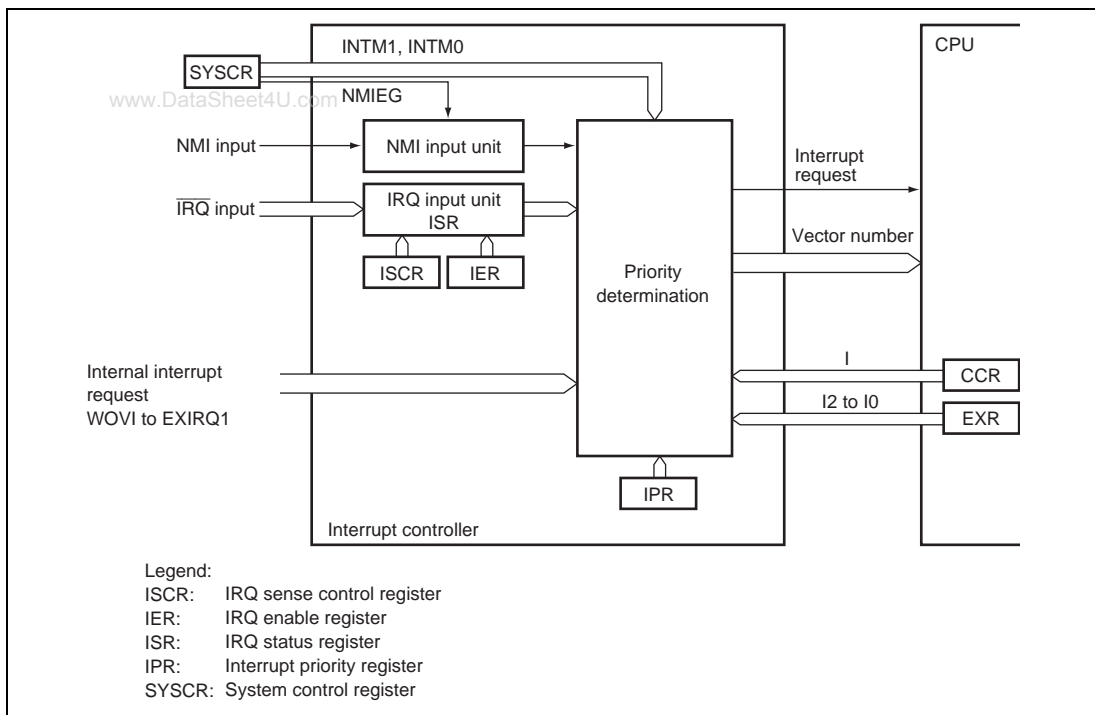 INTM1, INTM0
CPU
SYSCR
www.DataSheet4U.com
NMIEG
NMI input
NMI input unit
Interrupt
request
IRQ input
IRQ input unit
ISR
Vector number
ISCR
IER
Priority
determination
Internal interrupt
request
WOVI to EXIRQ1
I
CCR
I2 to I0
EXR
IPR
Interrupt controller
Legend:
ISCR: IRQ sense control register
IER: IRQ enable register
ISR: IRQ status register
IPR: Interrupt priority register
SYSCR: System control register